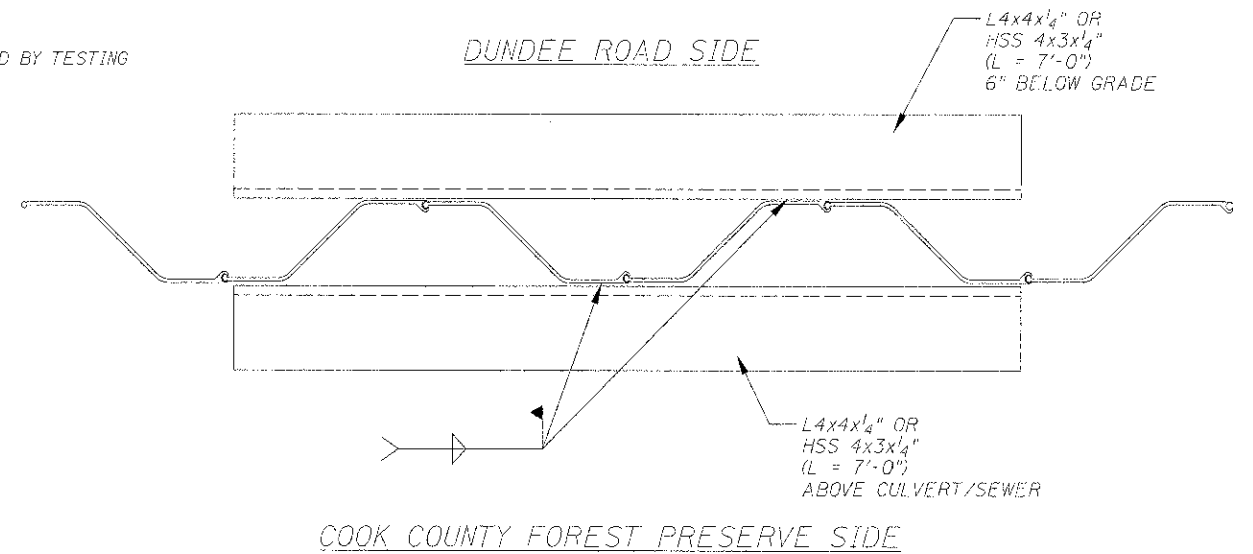 D BY TESTING
DUNDEE ROAD SIDE
L4x4x1/4" OR
HSS 4x3x1/4"
(L = 7'-0")
6" BELOW GRADE
L4x4x1/4" OR
HSS 4x3x1/4"
(L = 7'-0")
ABOVE CULVERT/SEWER
COOK COUNTY FOREST PRESERVE SIDE